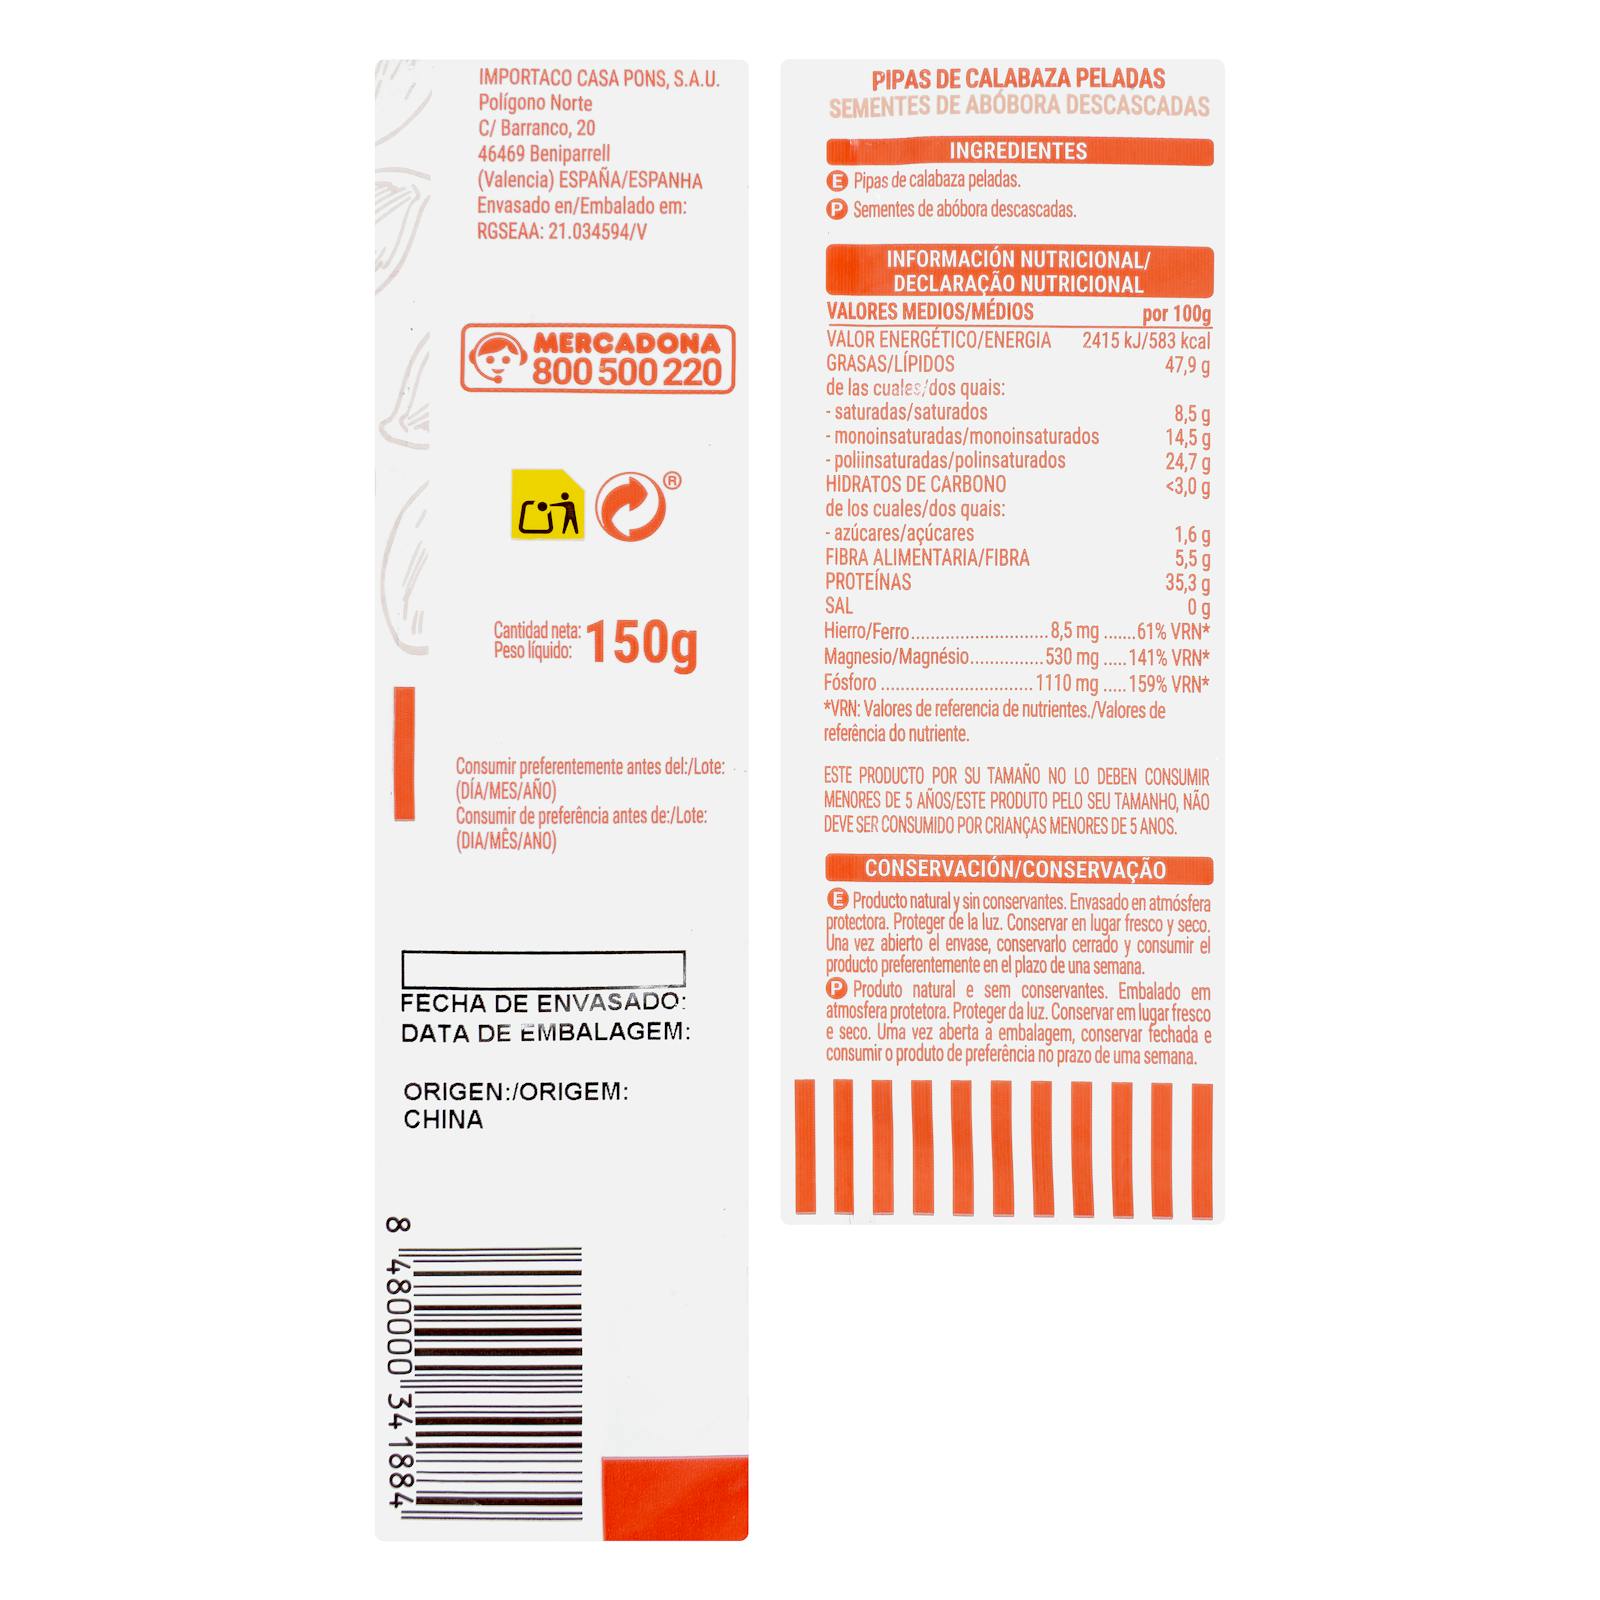 IMPORTACO CASA PONS, S.A.U.
Polígono Norte
C/ Barranco, 20
46469 Beniparrell
(Valencia) ESPAÑA/ESPANHA
Envasado en/Embalado em:
RGSEAA: 21.034594/V
MERCADONA
800 500 220
®
Cantidad neta:
Peso líquido:
150g
Consumir preferentemente antes del:/Lote:
(DÍA/MES/AÑO)
Consumir de preferência antes de:/Lote:
(DIA/MÊS/ANO)
FECHA DE ENVASADO:
DATA DE EMBALAGEM:
ORIGEN:/ORIGEM:
CHINA
8 480000 341884
PIPAS DE CALABAZA PELADAS
SEMENTES DE ABÓBORA DESCASCADAS
INGREDIENTES
E Pipas de calabaza peladas.
P Sementes de abóbora descascadas.
INFORMACIÓN NUTRICIONAL/
DECLARAÇÃO NUTRICIONAL
VALORES MEDIOS/MÉDIOS por 100g
VALOR ENERGÉTICO/ENERGIA 2415 kJ/583 kcal
GRASAS/LÍPIDOS 47,9 g
de las cuales/dos quais:
- saturadas/saturados 8,5 g
- monoinsaturadas/monoinsaturados 14,5 g
- poliinsaturadas/polinsaturados 24,7 g
HIDRATOS DE CARBONO <3,0 g
de los cuales/dos quais:
- azúcares/açúcares 1,6 g
FIBRA ALIMENTARIA/FIBRA 5,5 g
PROTEÍNAS 35,3 g
SAL 0 g
Hierro/Ferro.......................... 8,5 mg .......61% VRN*
Magnesio/Magnésio.............. 530 mg ..... 141% VRN*
Fósforo ............................. 1110 mg ..... 159% VRN*
*VRN: Valores de referencia de nutrientes./Valores de
referência do nutriente.
ESTE PRODUCTO POR SU TAMAÑO NO LO DEBEN CONSUMIR
MENORES DE 5 AÑOS/ESTE PRODUTO PELO SEU TAMANHO, NÃO
DEVE SER CONSUMIDO POR CRIANÇAS MENORES DE 5 ANOS.
CONSERVACIÓN/CONSERVAÇÃO
E Producto natural y sin conservantes. Envasado en atmósfera
protectora. Proteger de la luz. Conservar en lugar fresco y seco.
Una vez abierto el envase, conservarlo cerrado y consumir el
producto preferentemente en el plazo de una semana.
P Produto natural e sem conservantes. Embalado em
atmosfera protetora. Proteger da luz. Conservar em lugar fresco
e seco. Uma vez aberta a embalagem, conservar fechada e
consumir o produto de preferência no prazo de uma semana.